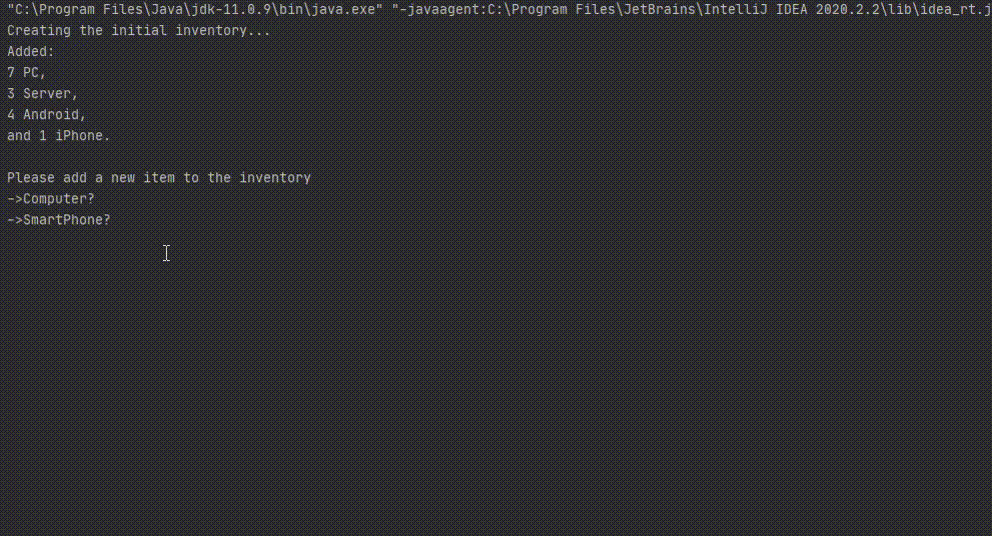 "C:\Program Files\Java\jdk-11.0.9\bin\java.exe" "-javaagent:C:\Program Files\JetBrains\IntelliJ IDEA 2020.2.2\lib\idea_rt.j
Creating the initial inventory...
Added:
7 PC,
3 Server,
4 Android,
and 1 iPhone.
Please add a new item to the inventory
->Computer?
->SmartPhone?